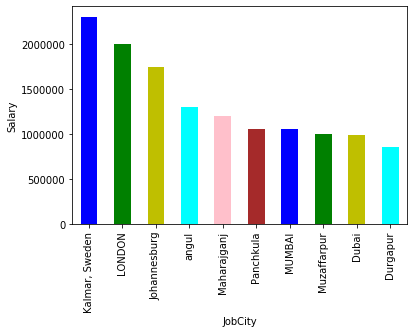 2000000
1500000
1000000
500000
0
Salary
Kalmar, Sweden
LONDON
Johannesburg
angul
Maharajganj
Panchkula
MUMBAI
Muzaffarpur
Dubai
Durgapur
JobCity